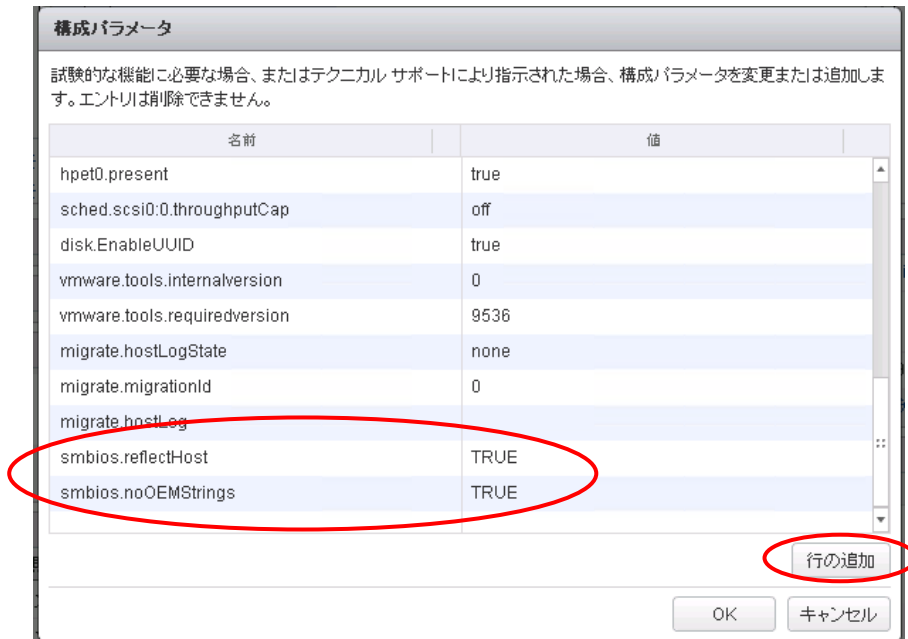 構成パラメータ
試験的な機能に必要な場合、またはテクニカル サポートにより指示された場合、構成パラメータを変更または追加しま
す。エントリは削除できません。
名前 値
hpet0.present true
sched.scsi0:0.throughputCap off
disk.EnableUUID true
vmware.tools.internalversion 0
vmware.tools.requiredversion 9536
migrate.hostLogState none
migrate.migrationId 0
migrate.hostLog
smbios.reflectHost TRUE
smbios.noOEMStrings TRUE
行の追加
OK キャンセル